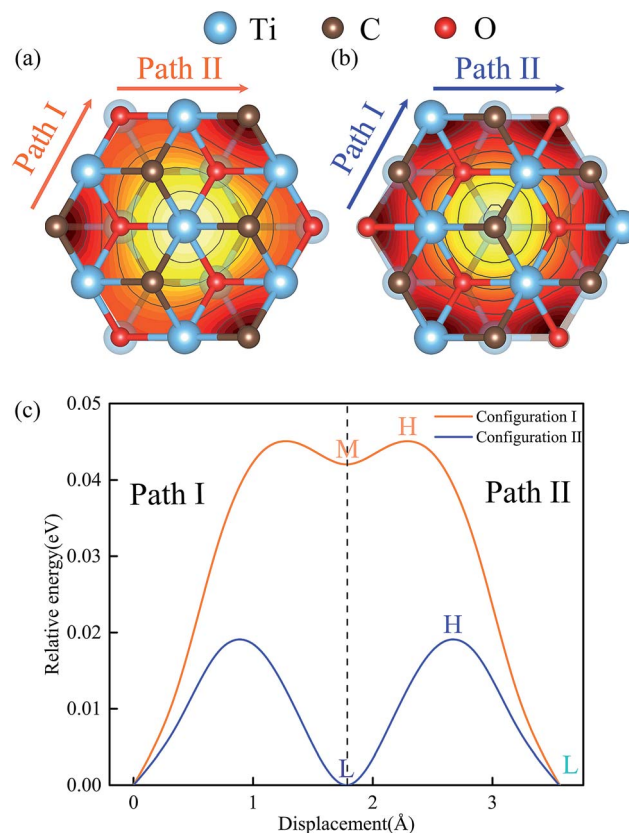 Ti C O
(a) Path II (b) Path II
Path I Path I
(c)
0.05
0.04
0.03
0.02
0.01
0.00
Relative energy(eV)
Configuration I
Configuration II
M H
Path I Path II
H
L L
0 1 2 3
Displacement(Å)